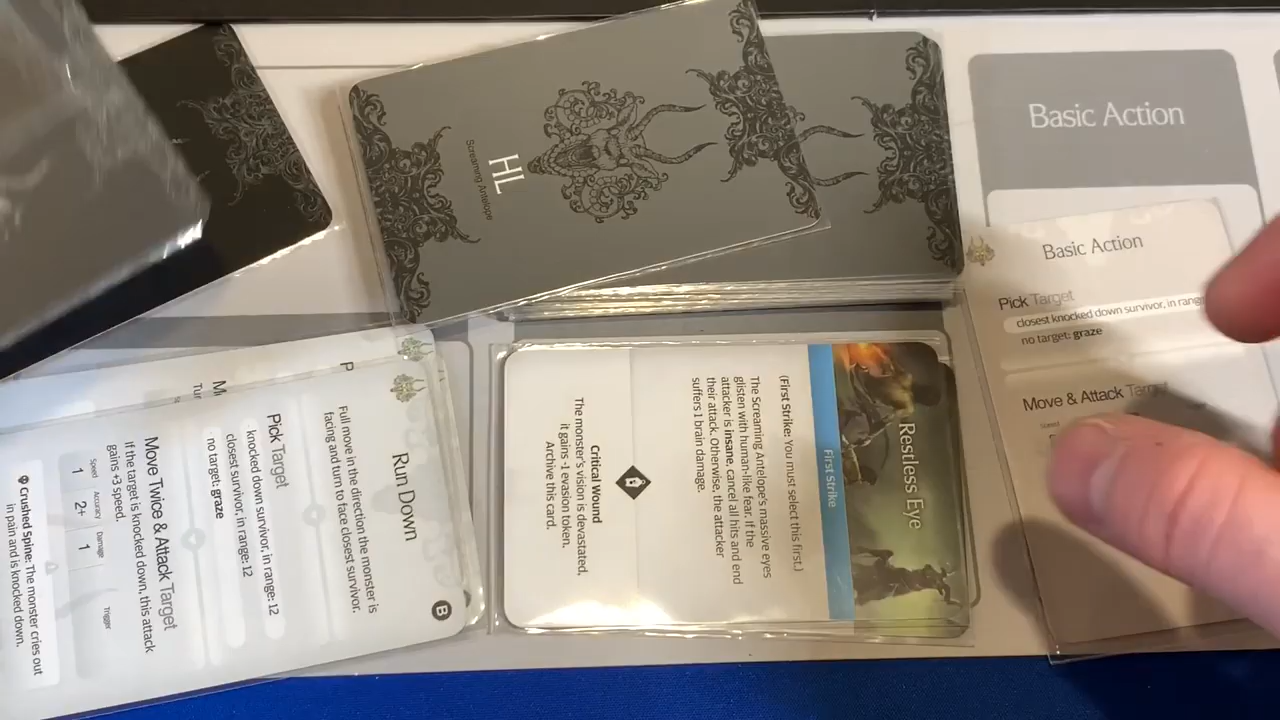 HL
Screaming Antelope
Basic Action
Basic Action
Pick Target
closest knocked down survivor, in range
no target: graze
Move & Attack Target
Speed
Restless Eye
First Strike
(First Strike: You must select this first.)
The Screaming Antelope's massive eyes
glisten with human-like fear. If the
attacker is insane, cancel all hits and end
their attack. Otherwise, the attacker
suffers 1 brain damage.
Critical Wound
The monster's vision is devastated,
it gains -1 evasion token.
Archive this card.
Run Down
B
Full move in the direction the monster is
facing and turn to face closest survivor.
Pick Target
· knocked down survivor, in range: 12
closest survivor, in range: 12
· no target: graze
Move Twice & Attack Target
If the target is knocked down, this attack
gains +3 speed.
Speed Accuracy Damage Trigger
1 2+ 1
Crushed Spine: The monster cries out
in pain and is knocked down.